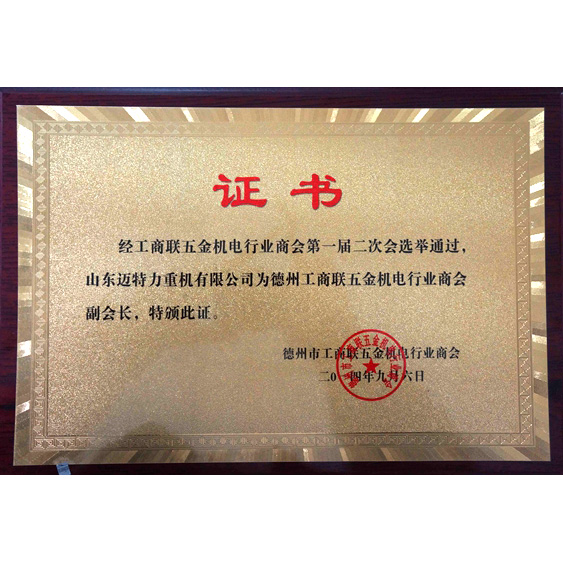 证书
经工商联五金机电行业商会第一届二次会选举通过，
山东迈特力重机有限公司为德州工商联五金机电行业商会
副会长，特颁此证。
德州市工商联五金机电行业商会
二〇一四年九月六日